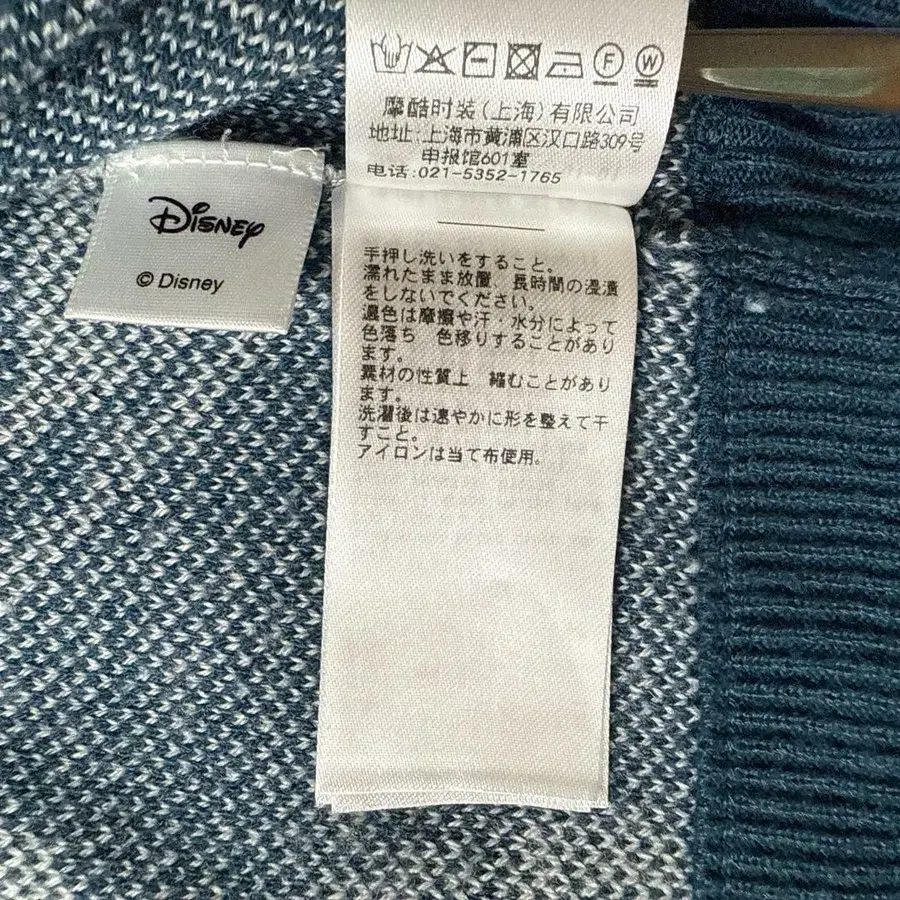 F W
摩酷时装(上海)有限公司
地址:上海市黄浦区汉口路309号
申报馆601室
电话:021-5352-1765
Disney
© Disney
手押し洗いをすること。
濡れたまま放置、長時間の浸漬
をしないでください。
濃色は摩擦や汗・水分によって
色落ち 色移りすることがあり
ます。
素材の性質上 縮むことがあり
ます。
洗濯後は速やかに形を整えて干
すこと。
アイロンは当て布使用。